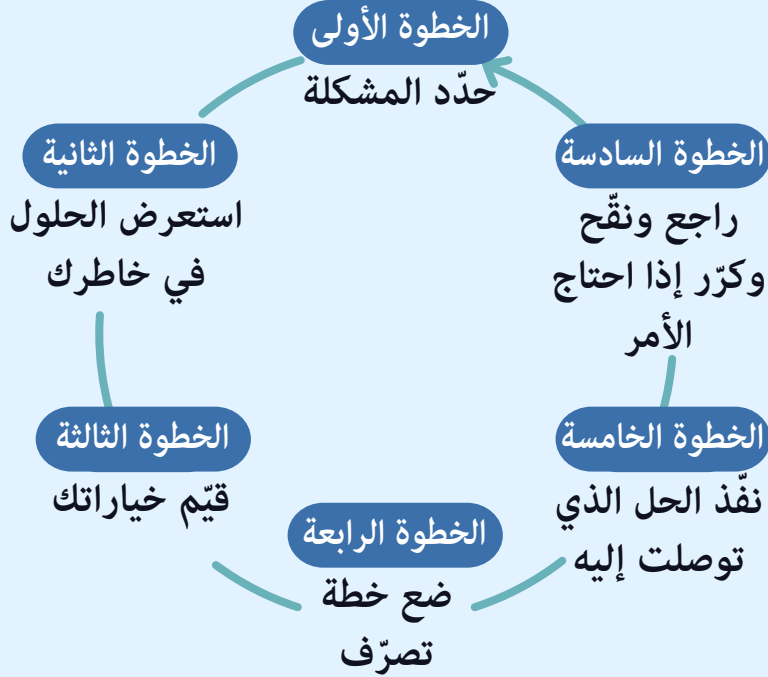 الخطوة الأولى
حدّد المشكلة
الخطوة الثانية
استعرض الحلول
في خاطرك
الخطوة الثالثة
قيّم خياراتك
الخطوة الرابعة
ضع خطة
تصرّف
الخطوة الخامسة
نفّذ الحل الذي
توصلت إليه
الخطوة السادسة
راجع ونقّح
وكرّر إذا احتاج
الأمر